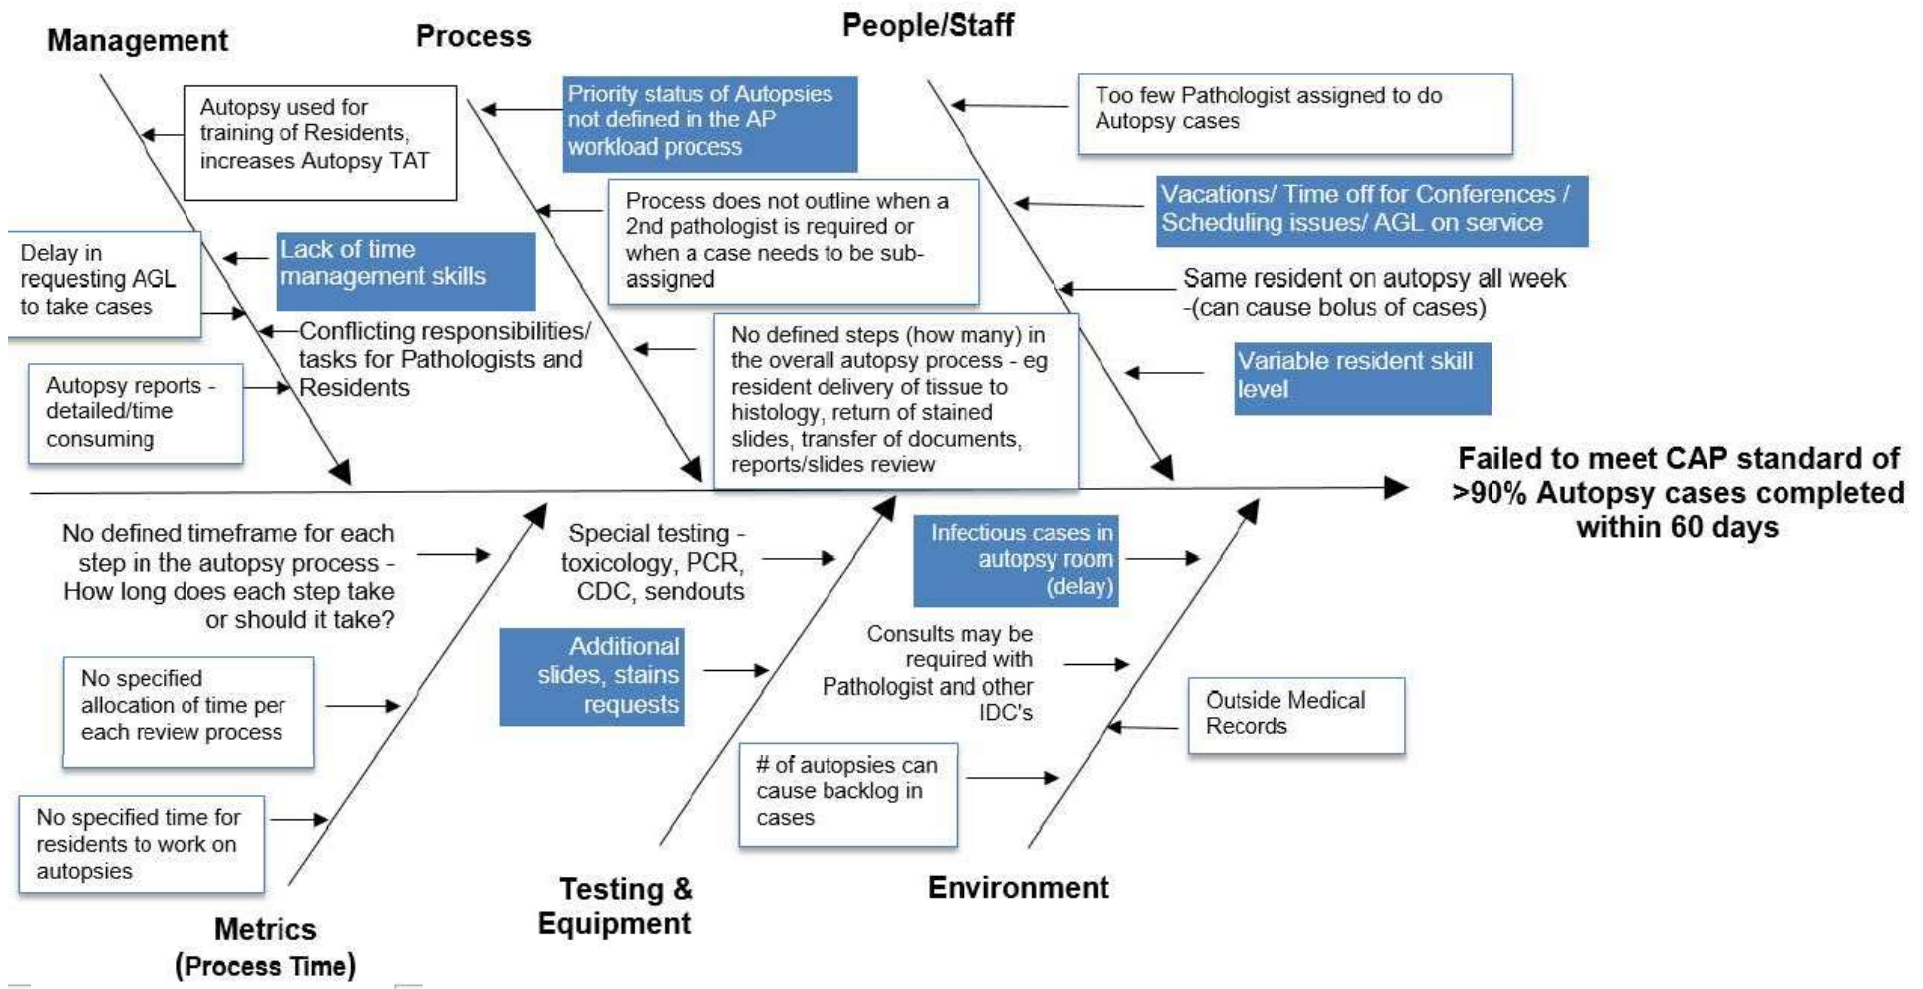 Management
Autopsy used for
training of Residents,
increases Autopsy TAT
Delay in
requesting AGL
to take cases
Lack of time
management skills
Conflicting responsibilities/
tasks for Pathologists and
Residents
Autopsy reports -
detailed/time
consuming
Process
Priority status of Autopsies
not defined in the AP
workload process
Process does not outline when a
2nd pathologist is required or
when a case needs to be sub-
assigned
No defined steps (how many) in
the overall autopsy process - eg
resident delivery of tissue to
histology, return of stained
slides, transfer of documents,
reports/slides review
People/Staff
Too few Pathologist assigned to do
Autopsy cases
Vacations/ Time off for Conferences /
Scheduling issues/ AGL on service
Same resident on autopsy all week
-(can cause bolus of cases)
Variable resident skill
level
Failed to meet CAP standard of
>90% Autopsy cases completed
within 60 days
No defined timeframe for each
step in the autopsy process -
How long does each step take
or should it take?
No specified
allocation of time per
each review process
No specified time for
residents to work on
autopsies
Metrics
(Process Time)
Special testing -
toxicology, PCR,
CDC, sendouts
Additional
slides, stains
requests
Testing &
Equipment
Infectious cases in
autopsy room
(delay)
Consults may be
required with
Pathologist and other
IDC's
# of autopsies can
cause backlog in
cases
Outside Medical
Records
Environment